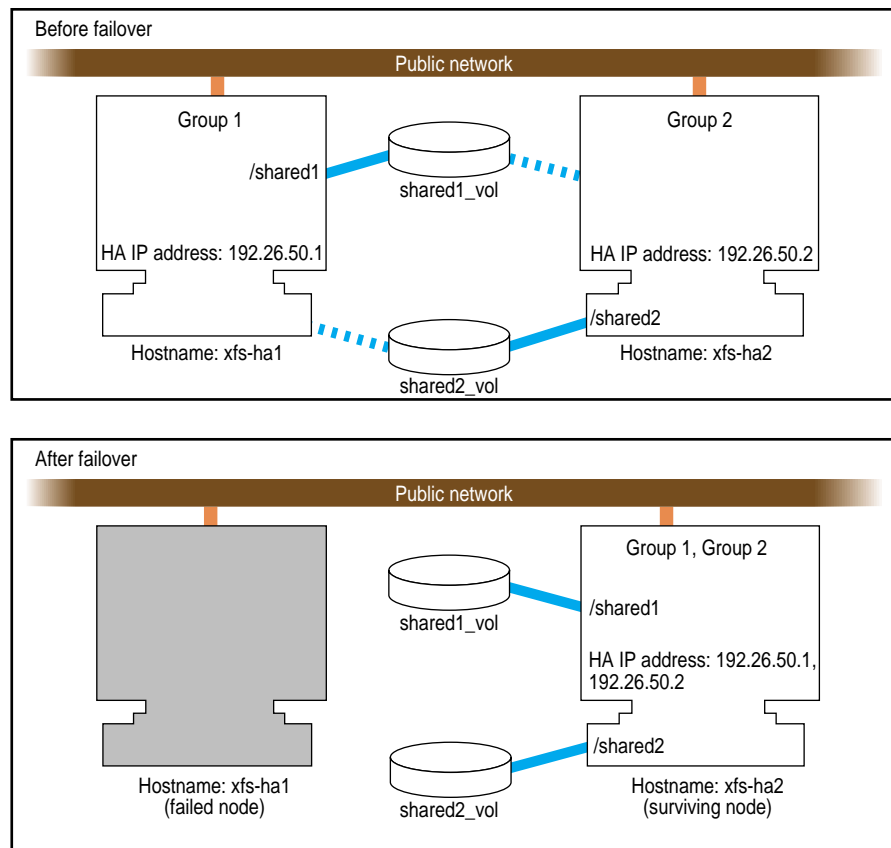 Before failover
Public network
Group 1
Group 2
/shared1
shared1_vol
HA IP address: 192.26.50.1
HA IP address: 192.26.50.2
/shared2
Hostname: xfs-ha1
shared2_vol
Hostname: xfs-ha2
After failover
Public network
Group 1, Group 2
/shared1
shared1_vol
HA IP address: 192.26.50.1,
192.26.50.2
/shared2
Hostname: xfs-ha1
(failed node)
shared2_vol
Hostname: xfs-ha2
(surviving node)